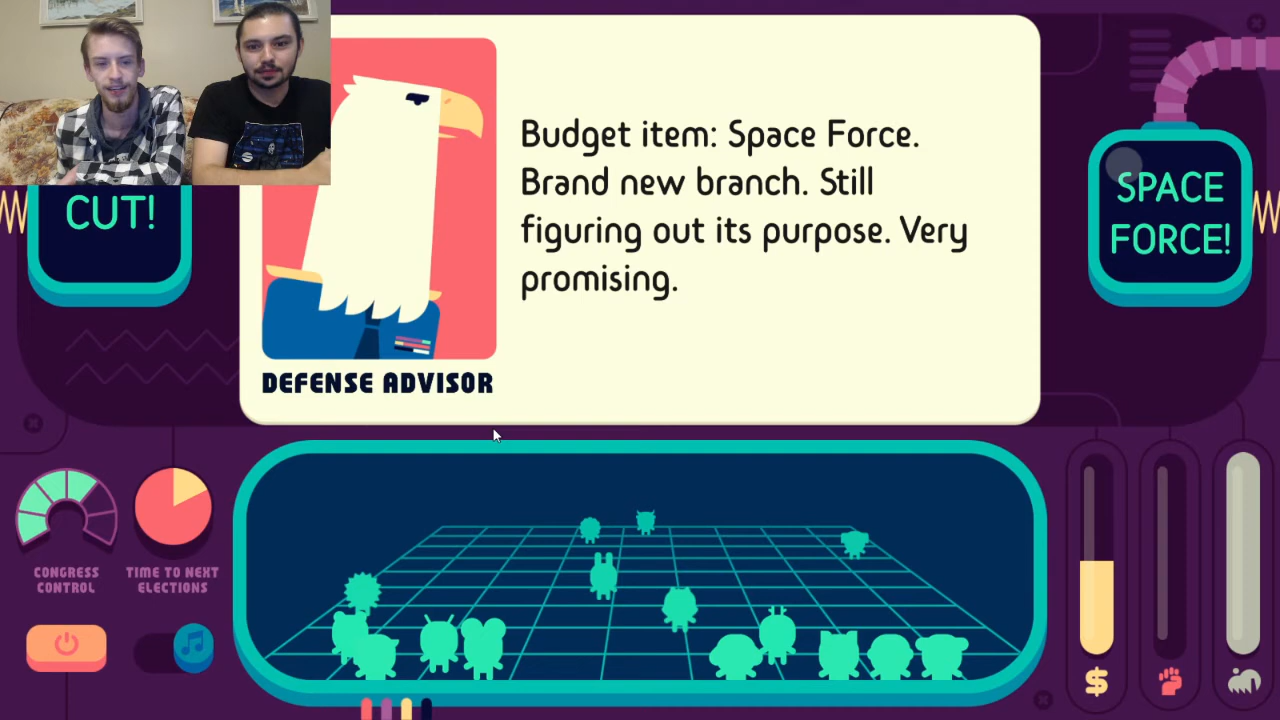 Budget item: Space Force.
Brand new branch. Still
figuring out its purpose. Very
promising.
CUT!
SPACE
FORCE!
DEFENSE ADVISOR
CONGRESS
CONTROL
TIME TO NEXT
ELECTIONS
$